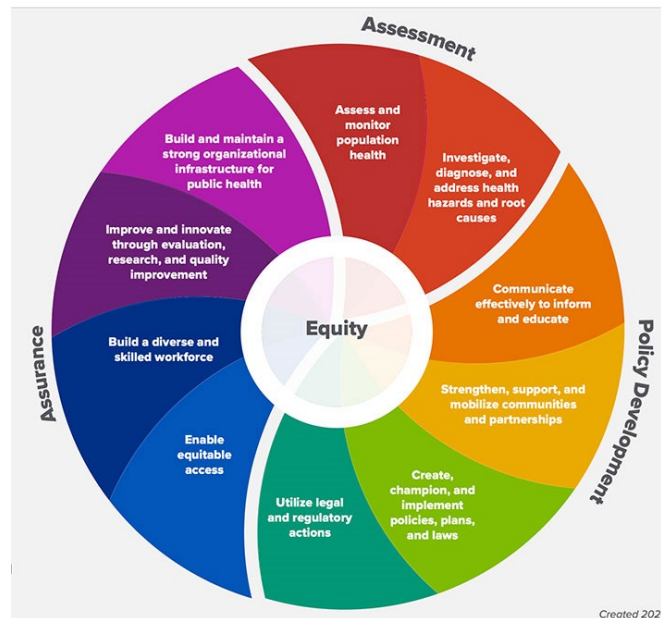 Assessment
Assess and
monitor
population
health
Investigate,
diagnose, and
address health
hazards and root
causes
Communicate
effectively to inform
and educate
Strengthen, support, and
mobilize communities
and partnerships
Create,
champion, and
implement
policies, plans,
and laws
Utilize legal
and regulatory
actions
Policy Development
Enable
equitable
access
Build a diverse and
skilled workforce
Improve and innovate
through evaluation,
research, and quality
improvement
Build and maintain
a strong organizational
infrastructure for
public health
Assurance
Equity
Created 202